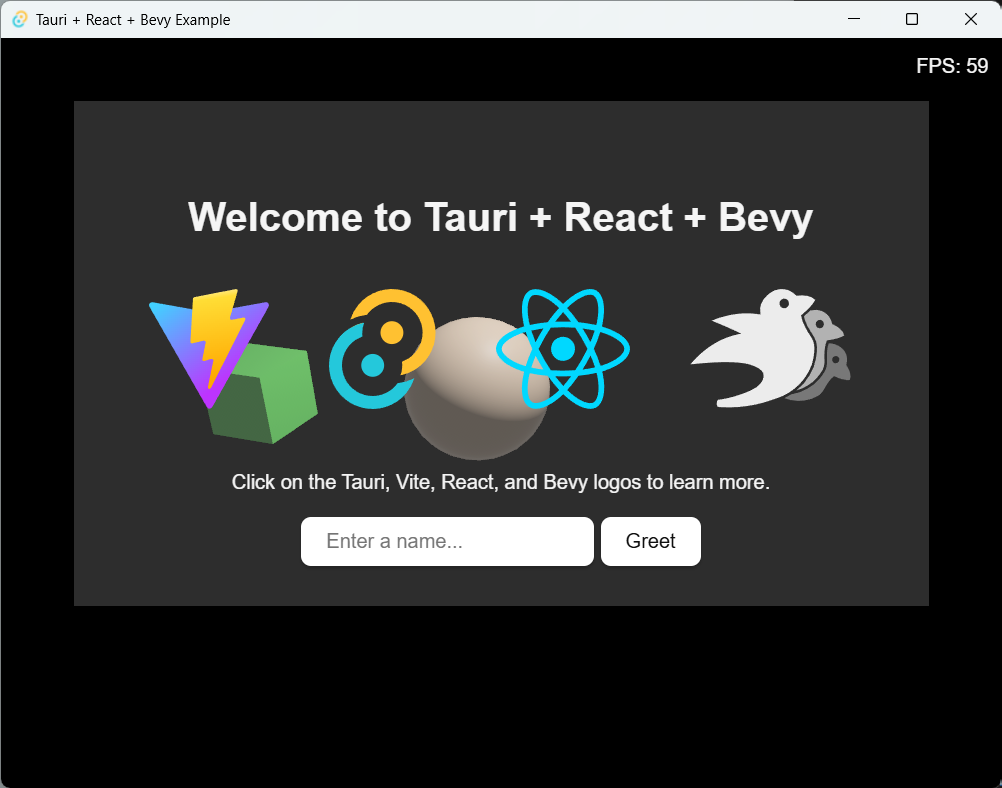 Tauri + React + Bevy Example
FPS: 59
Welcome to Tauri + React + Bevy
Click on the Tauri, Vite, React, and Bevy logos to learn more.
Enter a name...
Greet